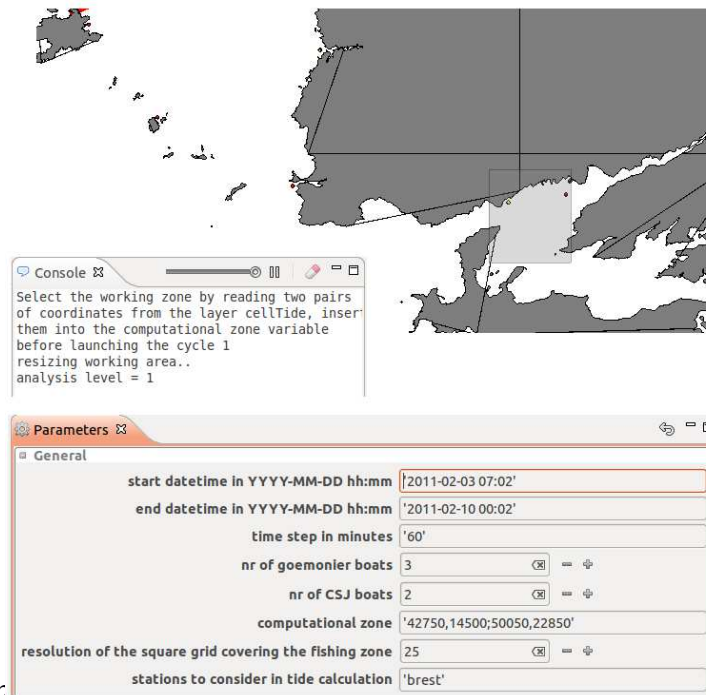 Console
Select the working zone by reading two pairs
of coordinates from the layer cellTide, inser
them into the computational zone variable
before launching the cycle 1
resizing working area..
analysis level = 1
Parameters
General
start datetime in YYYY-MM-DD hh:mm '2011-02-03 07:02'
end datetime in YYYY-MM-DD hh:mm '2011-02-10 00:02'
time step in minutes '60'
nr of goemonier boats 3
nr of CSJ boats 2
computational zone '42750,14500;50050,22850'
resolution of the square grid covering the fishing zone 25
stations to consider in tide calculation 'brest'